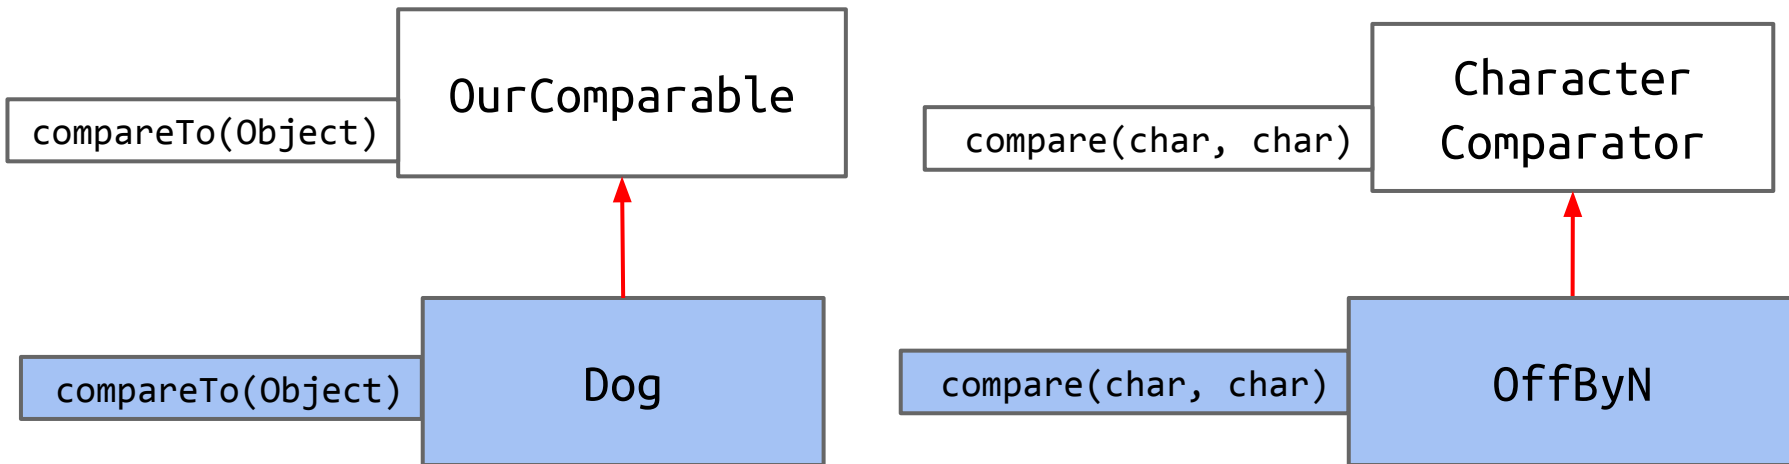 OurComparable
compareTo(Object)
Dog
compareTo(Object)
Character
Comparator
compare(char, char)
OffByN
compare(char, char)